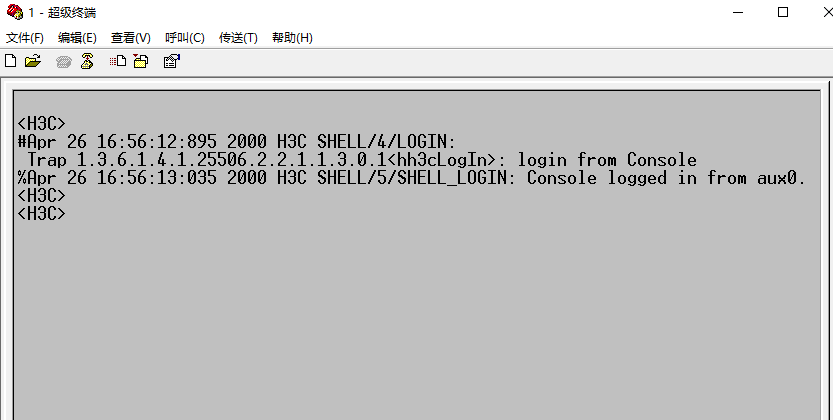 1 - 超级终端
文件(F) 编辑(E) 查看(V) 呼叫(C) 传送(T) 帮助(H)
<H3C>
#Apr 26 16:56:12:895 2000 H3C SHELL/4/LOGIN:
 Trap 1.3.6.1.4.1.25506.2.2.1.1.3.0.1<hh3cLogIn>: login from Console
%Apr 26 16:56:13:035 2000 H3C SHELL/5/SHELL_LOGIN: Console logged in from aux0.
<H3C>
<H3C>